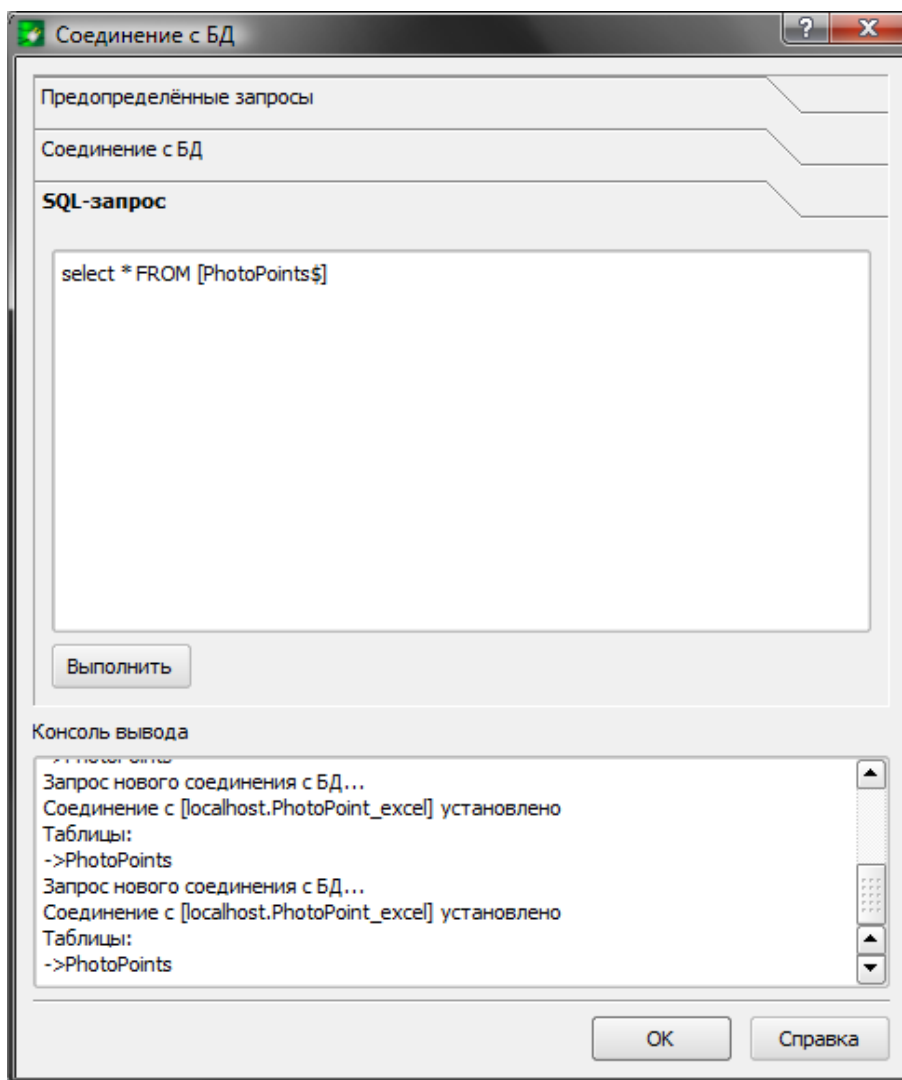 Соединение с БД
?
X
Предопределённые запросы
Соединение с БД
SQL-запрос
select * FROM [PhotoPoints$]
Выполнить
Консоль вывода
->PhotoPoints
Запрос нового соединения с БД...
Соединение с [localhost.PhotoPoint_excel] установлено
Таблицы:
->PhotoPoints
Запрос нового соединения с БД...
Соединение с [localhost.PhotoPoint_excel] установлено
Таблицы:
->PhotoPoints
OK
Справка